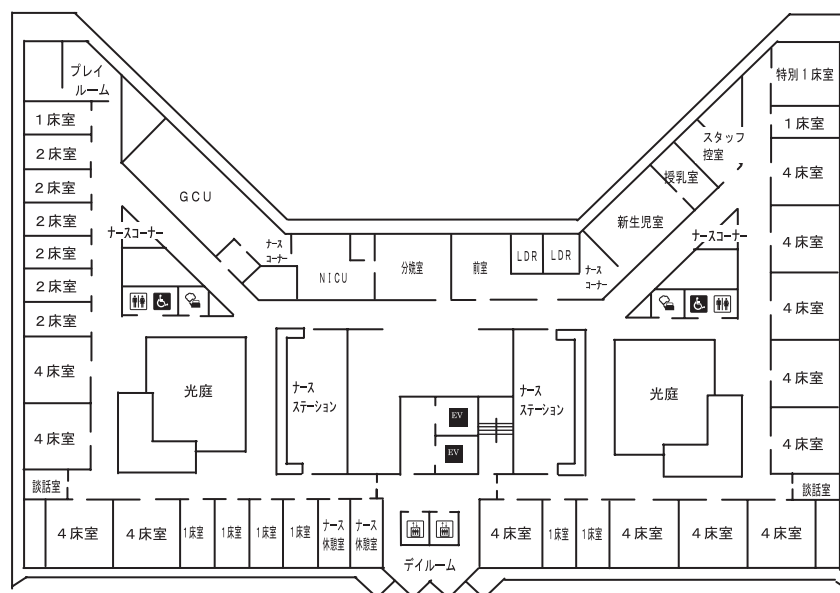 プレイ
ルーム
１床室
２床室
２床室
２床室
２床室
２床室
２床室
４床室
４床室
談話室
ナースコーナー
GCU
ナース
コーナー
NICU
分娩室
前室
LDR
LDR
ナース
コーナー
新生児室
授乳室
スタッフ
控室
ナースコーナー
特別１床室
１床室
４床室
４床室
４床室
４床室
４床室
談話室
光庭
ナース
ステーション
EV
EV
ナース
ステーション
光庭
４床室
４床室
１床室
１床室
１床室
１床室
ナース
休憩室
ナース
休憩室
デイルーム
４床室
１床室
１床室
４床室
４床室
４床室